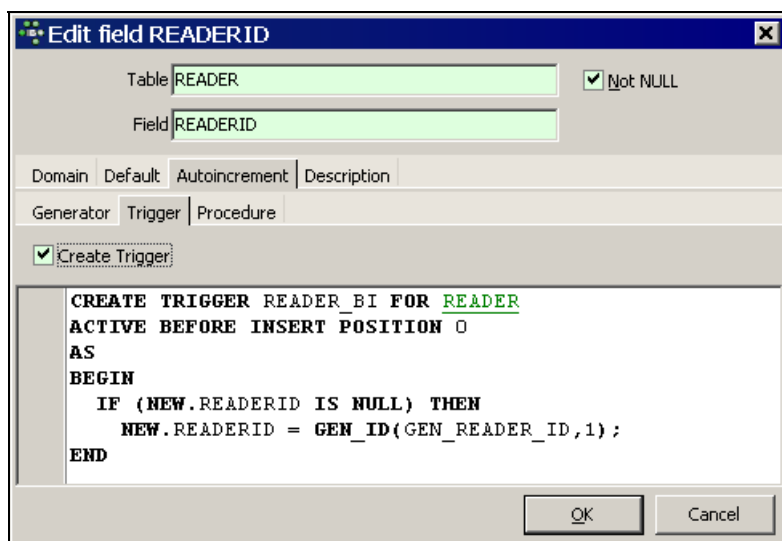 Edit field READERID
Table READER Not NULL
Field READERID
Domain Default Autoincrement Description
Generator Trigger Procedure
Create Trigger
CREATE TRIGGER READER_BI FOR READER
ACTIVE BEFORE INSERT POSITION 0
AS
BEGIN
IF (NEW.READERID IS NULL) THEN
NEW.READERID = GEN_ID(GEN_READER_ID,1);
END
OK Cancel